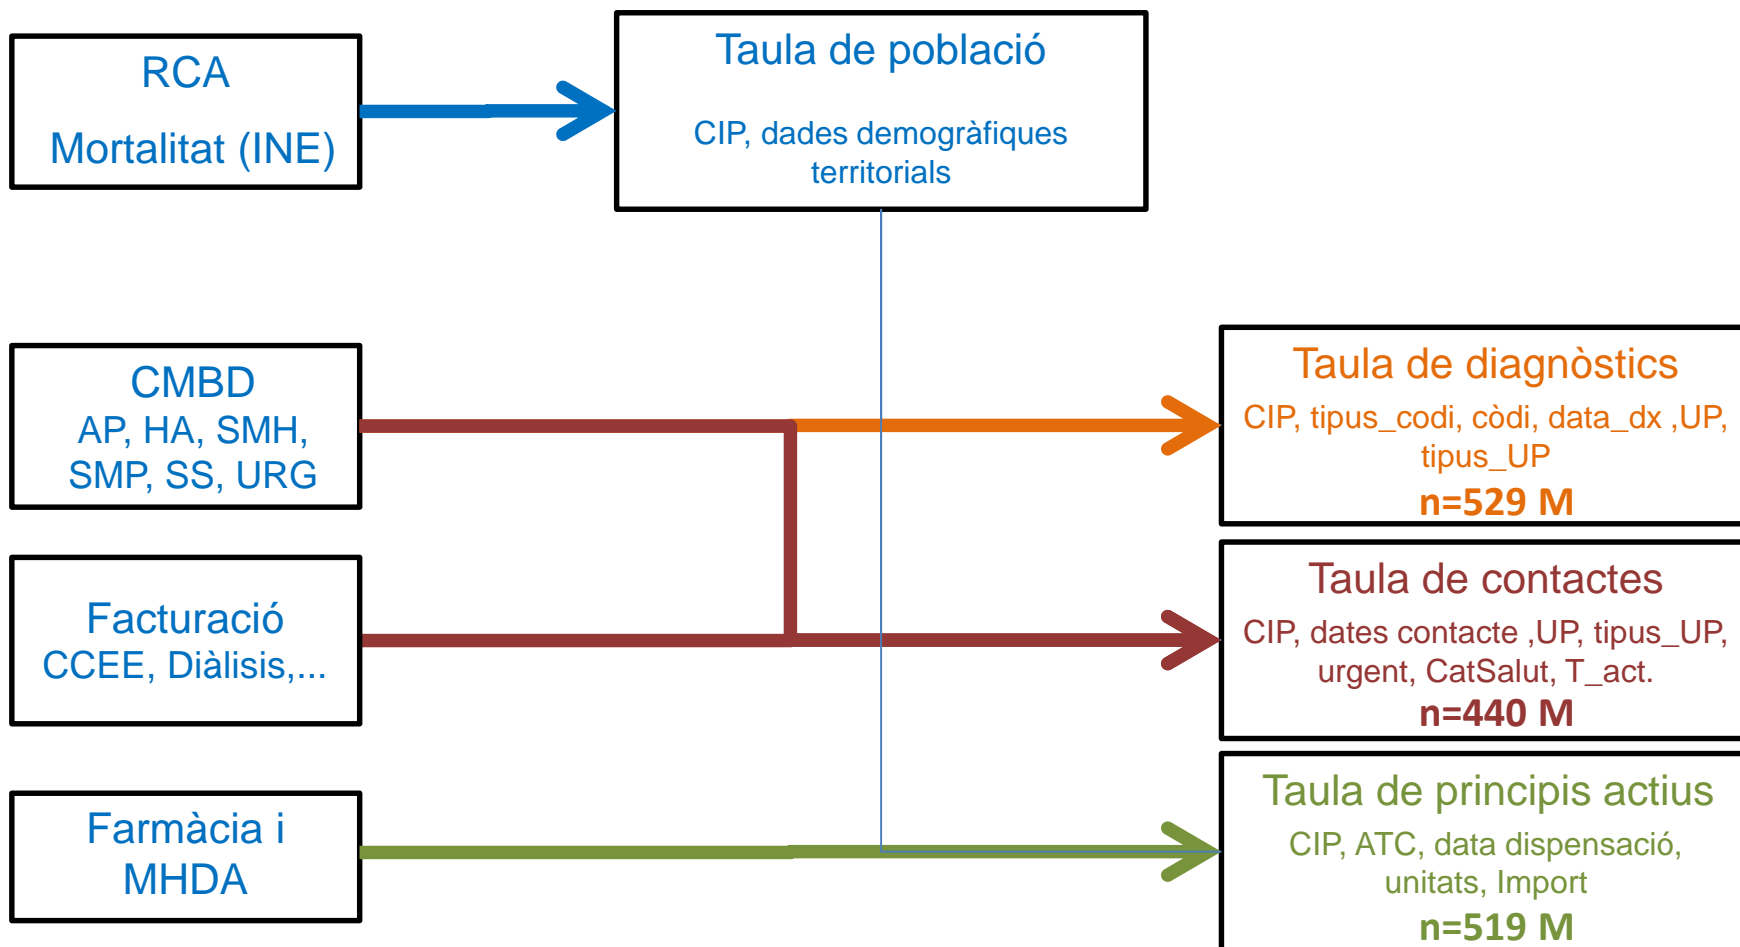 RCA
Mortalitat (INE)
Taula de població
CIP, dades demogràfiques
territorials
CMBD
AP, HA, SMH,
SMP, SS, URG
Taula de diagnòstics
CIP, tipus_codi, còdi, data_dx ,UP,
tipus_UP
n=529 M
Facturació
CCEE, Diàlisis,...
Taula de contactes
CIP, dates contacte ,UP, tipus_UP,
urgent, CatSalut, T_act.
n=440 M
Farmàcia i
MHDA
Taula de principis actius
CIP, ATC, data dispensació,
unitats, Import
n=519 M